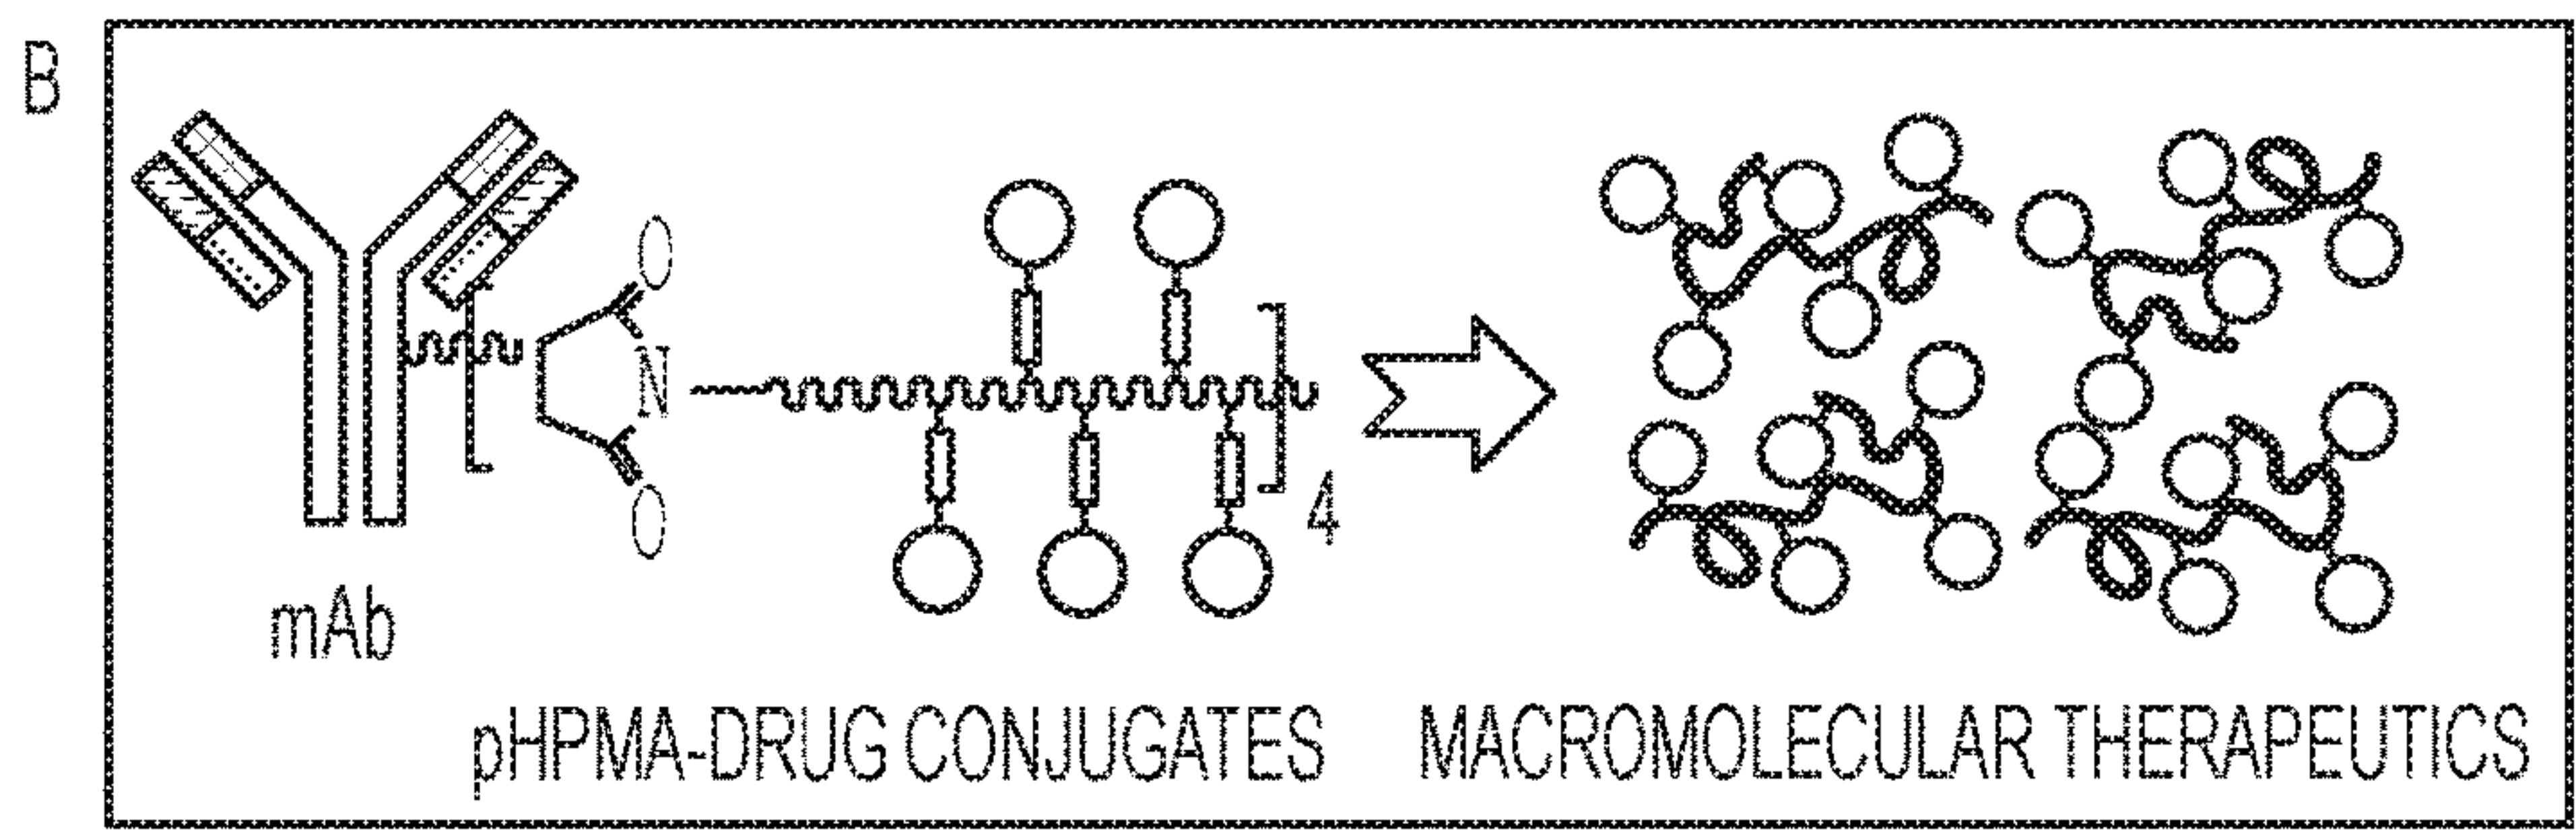 B
O
N
O
4
mAb
pHPMA-DRUG CONJUGATES
MACROMOLECULAR THERAPEUTICS